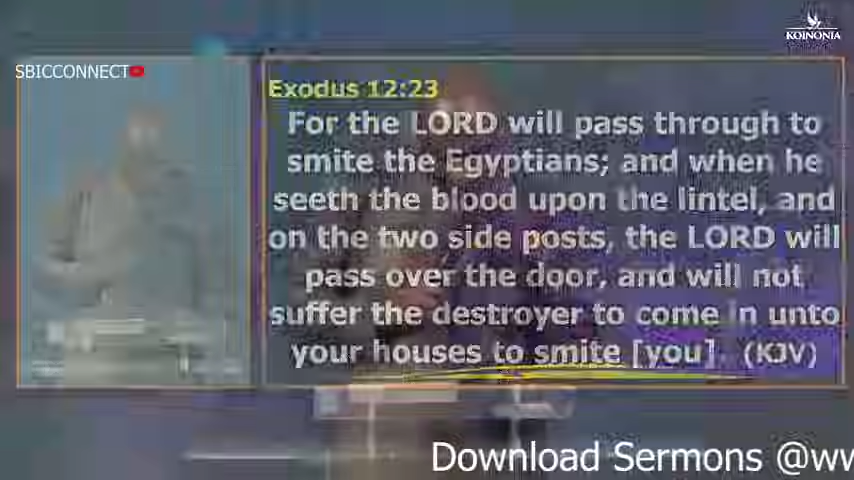 KOINONIA
SBICCONNECT
Exodus 12:23
For the LORD will pass through to
smite the Egyptians; and when he
seeth the blood upon the lintel, and
on the two side posts, the LORD will
pass over the door, and will not
suffer the destroyer to come in unto
your houses to smite [you]. (KJV)
Download Sermons @